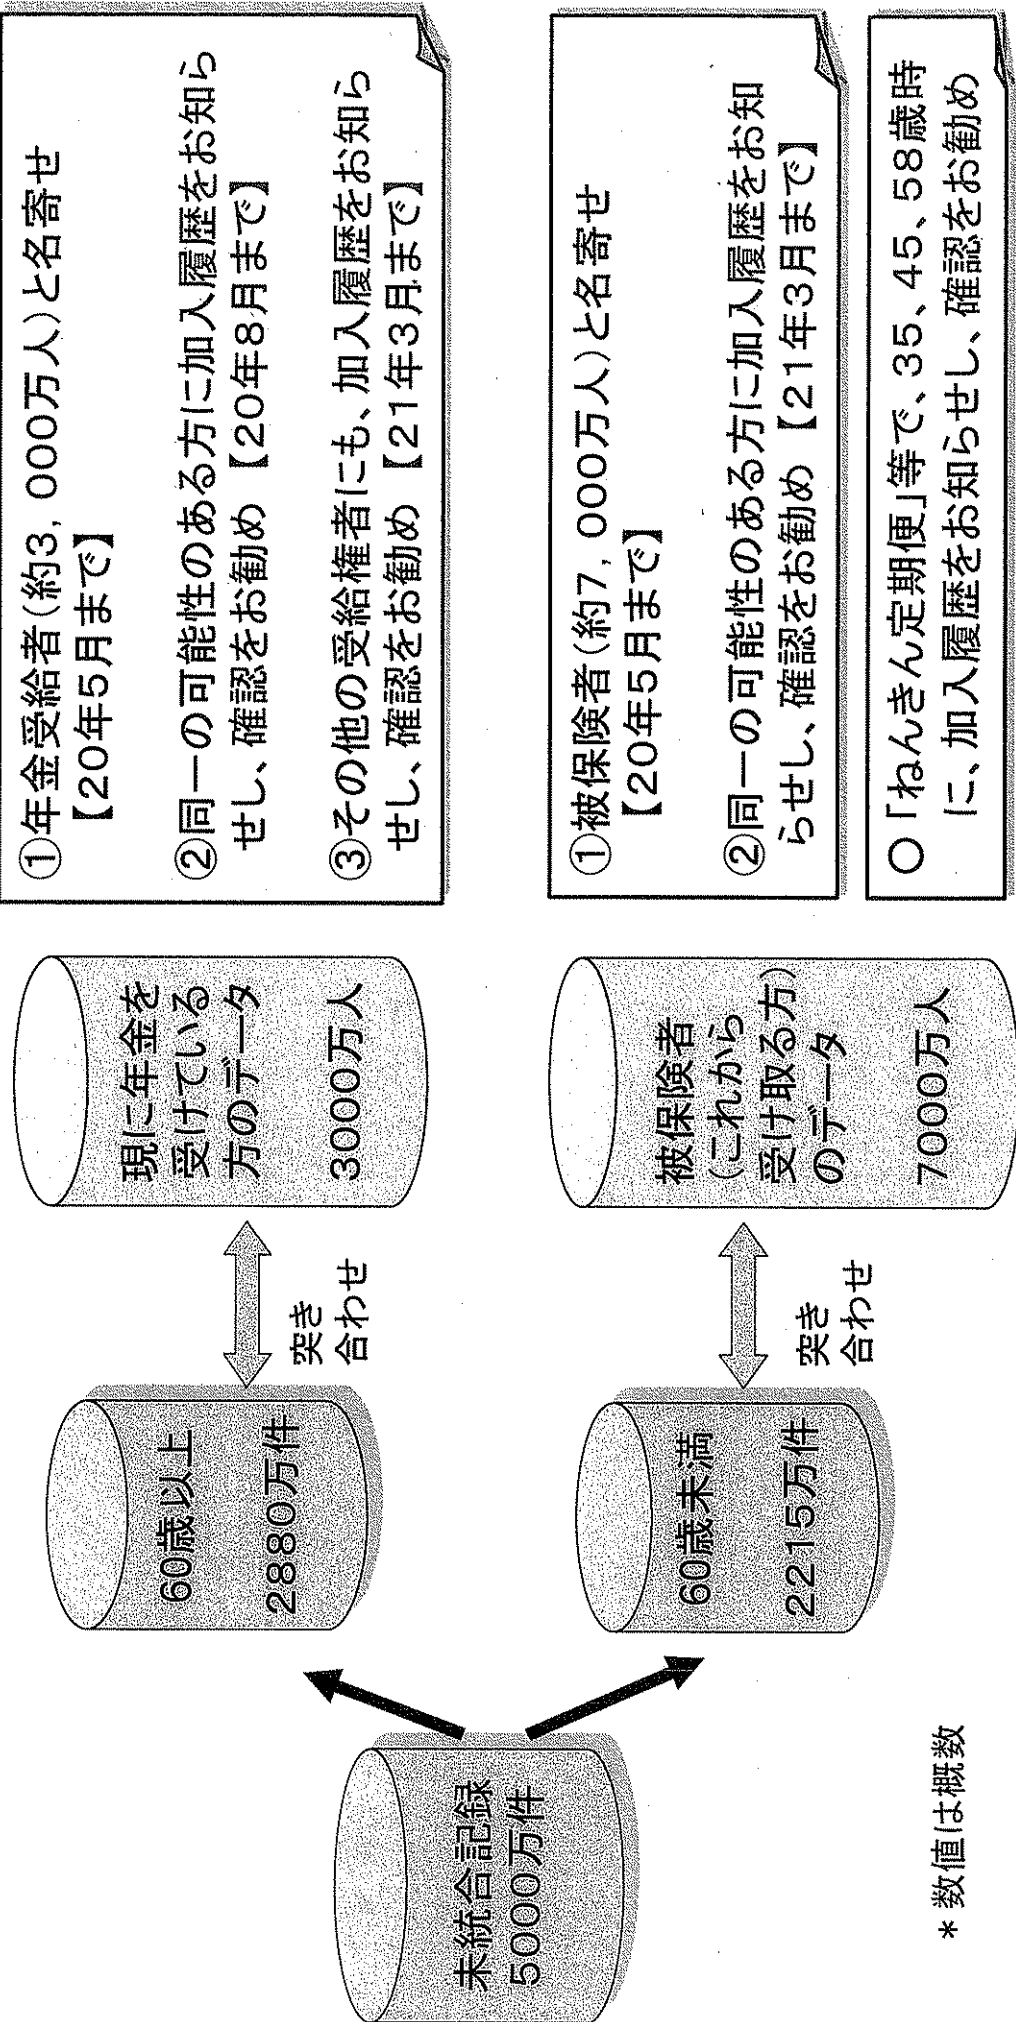 未統合記録
5000万件
60歳以上
2880万件
突き
合わせ
現に年金を
受けている
方のデータ
3000万人
①年金受給者(約3,000万人)と名寄せ
【20年5月まで】
②同一の可能性のある方に加入履歴をお知ら
せし、確認をお勧め【20年8月まで】
③その他の受給権者にも、加入履歴をお知ら
せし、確認をお勧め【21年3月まで】
60歳未満
2215万件
突き
合わせ
被保険者
(これから
受け取る方)
のデータ
7000万人
①被保険者(約7,000万人)と名寄せ
【20年5月まで】
②同一の可能性のある方に加入履歴をお知
らせし、確認をお勧め【21年3月まで】
○「ねんきん定期便」等で、35、45、58歳時
に、加入履歴をお知らせし、確認をお勧め
*数値は概数